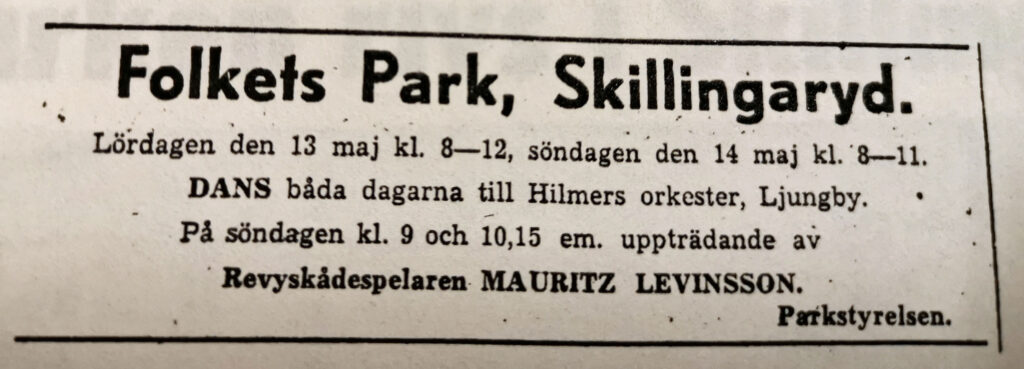 Folkets Park, Skillingaryd.
Lördagen den 13 maj kl. 8—12, söndagen den 14 maj kl. 8—11.
DANS båda dagarna till Hilmers orkester, Ljungby.
På söndagen kl. 9 och 10,15 em. uppträdande av
Revyskådespelaren MAURITZ LEVINSSON.
Parkstyrelsen.